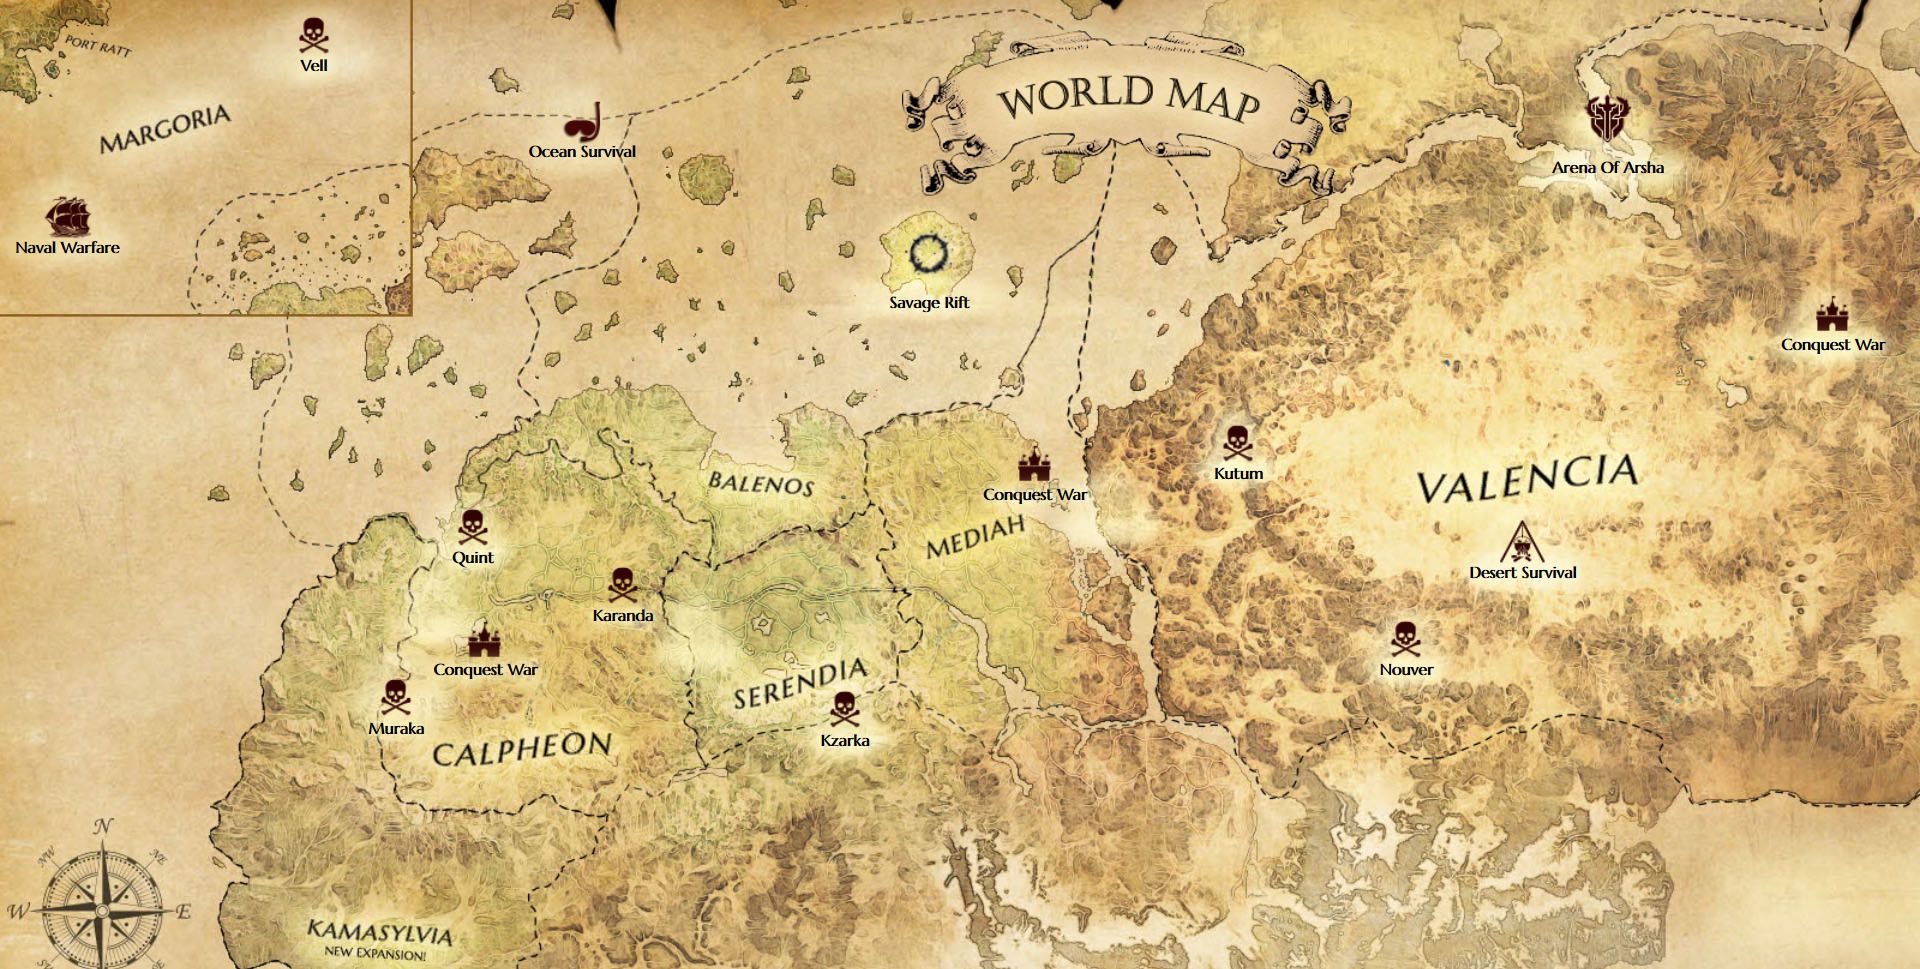 PORT RATT
Vell
MARGORIA
Naval Warfare
Ocean Survival
WORLD MAP
Arena Of Arsha
Savage Rift
Conquest War
Kutum
VALENCIA
BALENOS
Conquest War
MEDIAH
Quint
Karanda
Desert Survival
Conquest War
Nouver
SERENDIA
Muraka
Kzarka
CALPHEON
N
NW
NE
W
E
KAMASYLVIA
NEW EXPANSION!